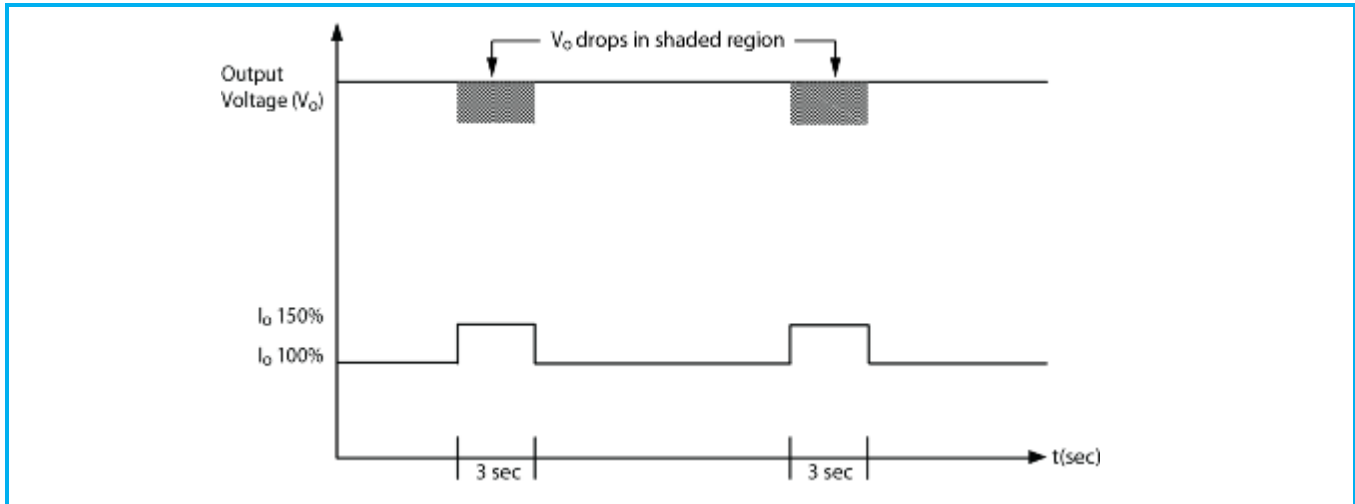 Vo drops in shaded region
Output
Voltage (Vo)
Io 150%
Io 100%
3 sec
3 sec
t(sec)